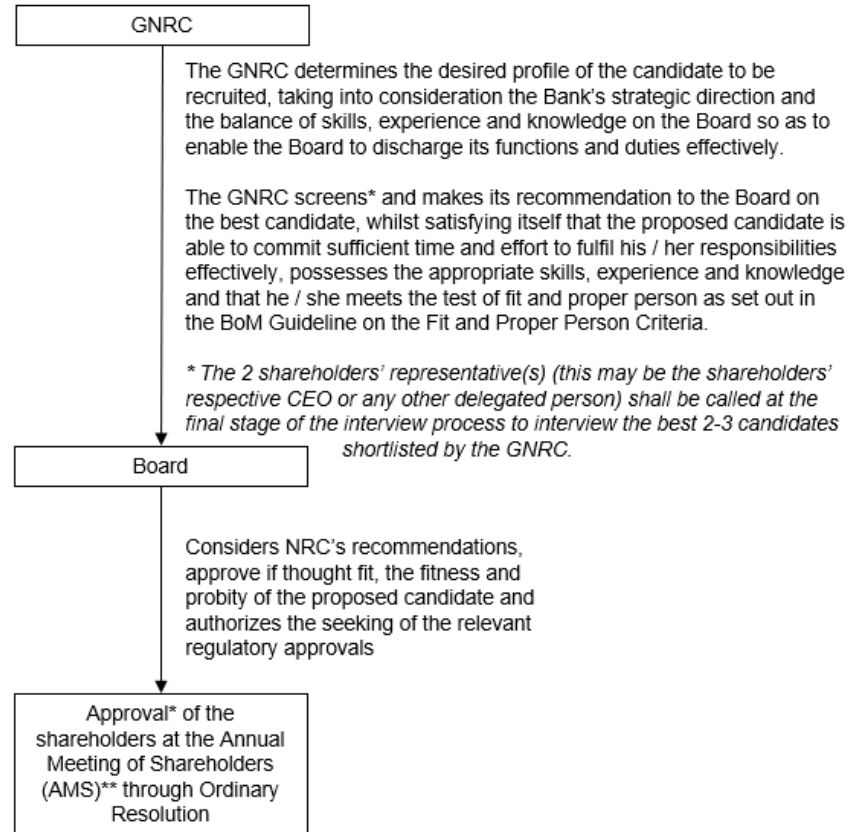 GNRC
The GNRC determines the desired profile of the candidate to be
recruited, taking into consideration the Bank's strategic direction and
the balance of skills, experience and knowledge on the Board so as to
enable the Board to discharge its functions and duties effectively.
The GNRC screens* and makes its recommendation to the Board on
the best candidate, whilst satisfying itself that the proposed candidate is
able to commit sufficient time and effort to fulfil his / her responsibilities
effectively, possesses the appropriate skills, experience and knowledge
and that he / she meets the test of fit and proper person as set out in
the BoM Guideline on the Fit and Proper Person Criteria.
* The 2 shareholders' representative(s) (this may be the shareholders'
respective CEO or any other delegated person) shall be called at the
final stage of the interview process to interview the best 2-3 candidates
shortlisted by the GNRC.
Board
Considers NRC's recommendations,
approve if thought fit, the fitness and
probity of the proposed candidate and
authorizes the seeking of the relevant
regulatory approvals
Approval* of the
shareholders at the Annual
Meeting of Shareholders
(AMS)** through Ordinary
Resolution